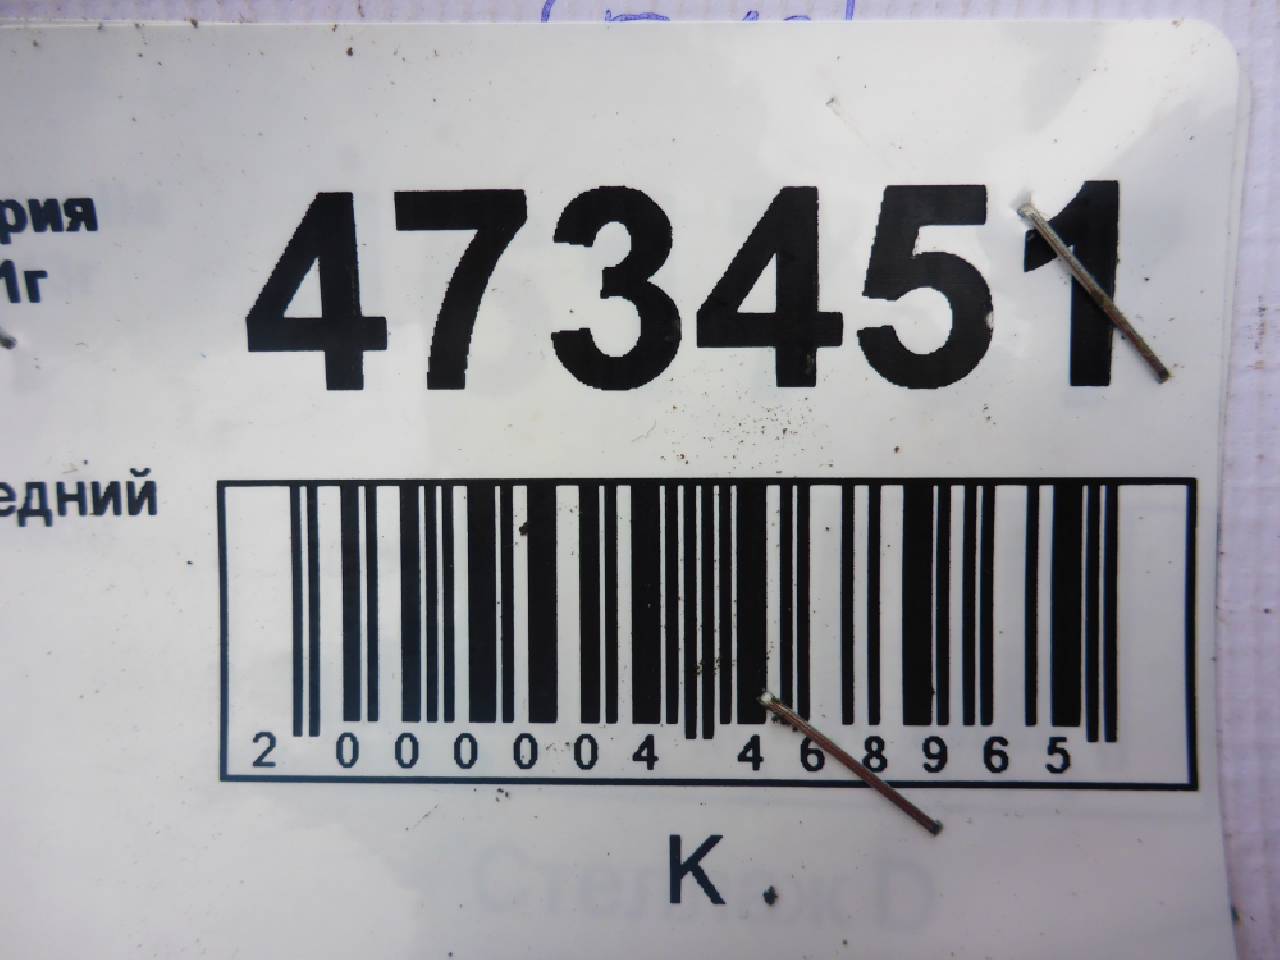 473451
рия
1г
едний
2 000004 468965
К.